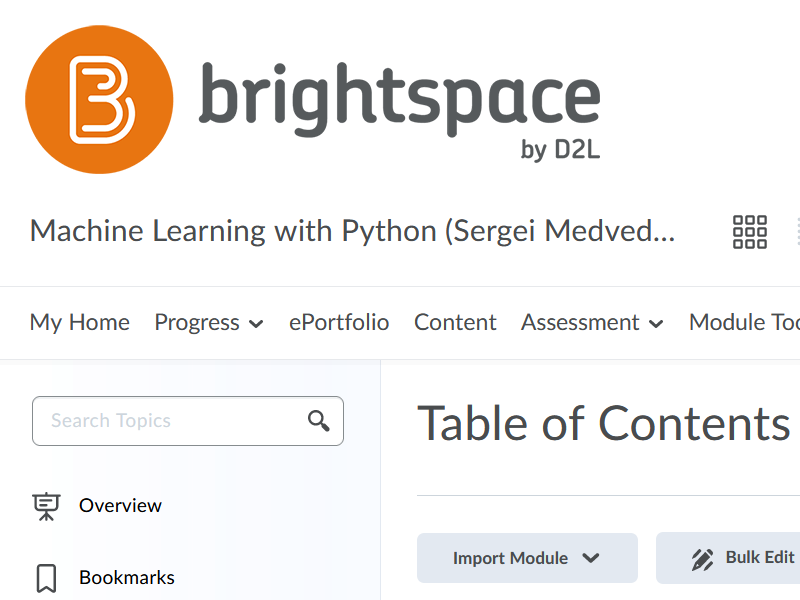 brightspace
by D2L
Machine Learning with Python (Sergei Medved...
My Home Progress ePortfolio Content Assessment Module Too
Search Topics
Table of Contents
Overview
Import Module Bulk Edit
Bookmarks